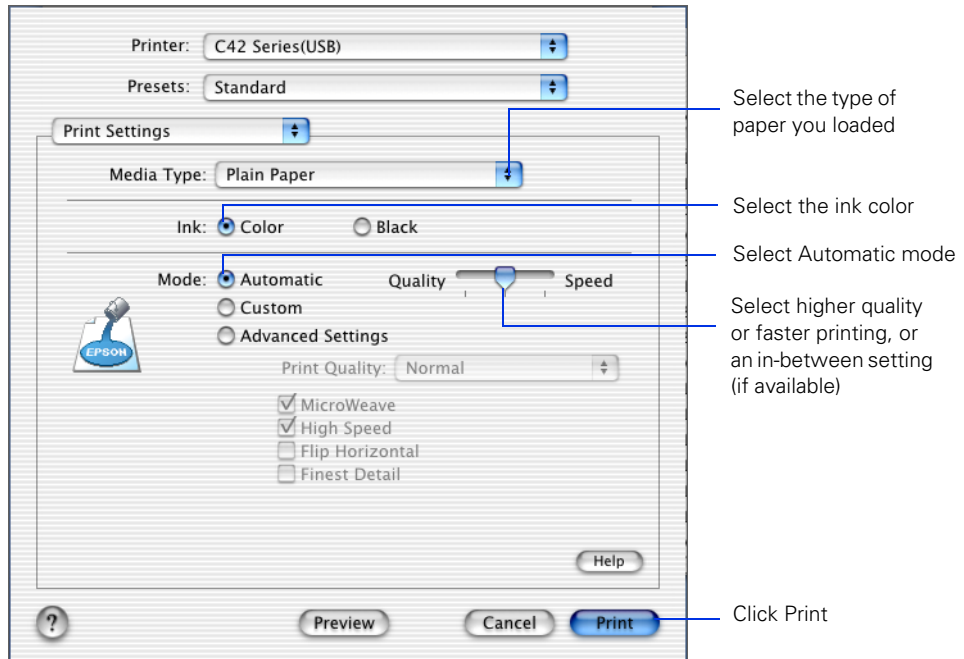 Printer: C42 Series(USB)
Presets: Standard
Print Settings
Media Type: Plain Paper
Ink: Color Black
Mode: Automatic Quality Speed
Custom
Advanced Settings
EPSON
Print Quality: Normal
MicroWeave
High Speed
Flip Horizontal
Finest Detail
Help
?
Preview Cancel Print
Select the type of
paper you loaded
Select the ink color
Select Automatic mode
Select higher quality
or faster printing, or
an in-between setting
(if available)
Click Print